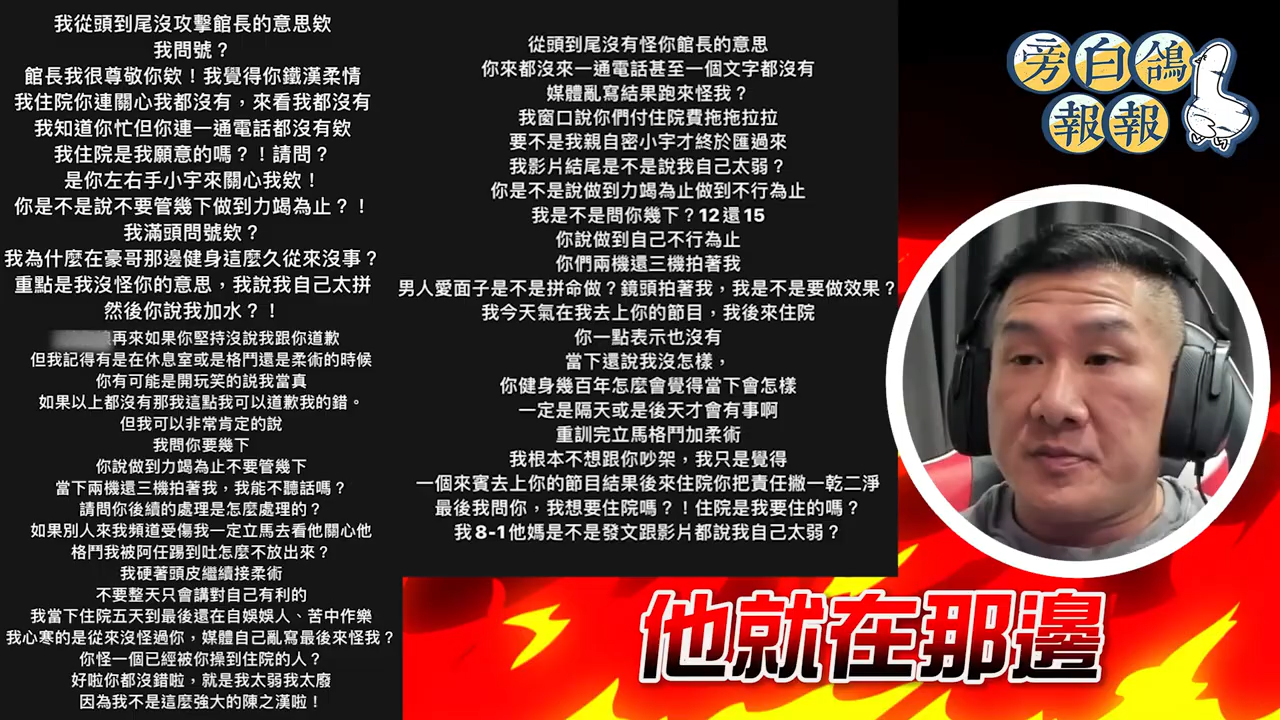 我從頭到尾沒攻擊館長的意思欸
我問號？
館長我很尊敬你欸！我覺得你鐵漢柔情
我住院你連關心我都沒有，來看我都沒有
我知道你忙但你連一通電話都沒有欸
我住院是我願意的嗎？！請問？
是你左右手小宇來關心我欸！
你是不是說不要管幾下做到力竭為止？！
我滿頭問號欸？
我為什麼在豪哥那邊健身這麼久從來沒事？
重點是我沒怪你的意思，我說我自己太拼
然後你說我加水？！
再來如果你堅持沒說我跟你道歉
但我記得有是在休息室或是格鬥還是柔術的時候
你有可能是開玩笑的說我當真
如果以上都沒有那我這點我可以道歉我的錯。
但我可以非常肯定的說
我問你要幾下
你說做到力竭為止不要管幾下
當下兩機還三機拍著我，我能不聽話嗎？
請問你後續的處理是怎麼處理的？
如果別人來我頻道受傷我一定立馬去看他關心他
格鬥我被阿任踢到吐怎麼不放出來？
我硬著頭皮繼續接柔術
不要整天只會講對自己有利的
我當下住院五天到最後還在自娛娛人、苦中作樂
我心寒的是從來沒怪過你，媒體自己亂寫最後來怪我？
你怪一個已經被你操到住院的人？
好啦你都沒錯啦，就是我太弱我太廢
因為我不是這麼強大的陳之漢啦！
從頭到尾沒有怪你館長的意思
你來都沒來一通電話甚至一個文字都沒有
媒體亂寫結果跑來怪我？
我窗口說你們付住院費拖拖拉拉
要不是我親自密小宇才終於匯過來
我影片結尾是不是說我自己太弱？
你是不是說做到力竭為止做到不行為止
我是不是問你幾下？12還15
你說做到自己不行為止
你們兩機還三機拍著我
男人愛面子是不是拼命做？鏡頭拍著我，我是不是要做效果？
我今天氣在我去上你的節目，我後來住院
你一點表示也沒有
當下還說我沒怎樣，
你健身幾百年怎麼會覺得當下會怎樣
一定是隔天或是後天才會有事啊
重訓完立馬格鬥加柔術
我根本不想跟你吵架，我只是覺得
一個來賓去上你的節目結果後來住院你把責任撇一乾二淨
最後我問你，我想要住院嗎？！住院是我要住的嗎？
我8-1他媽是不是發文跟影片都說我自己太弱？
旁白鴿
報報
他就在那邊